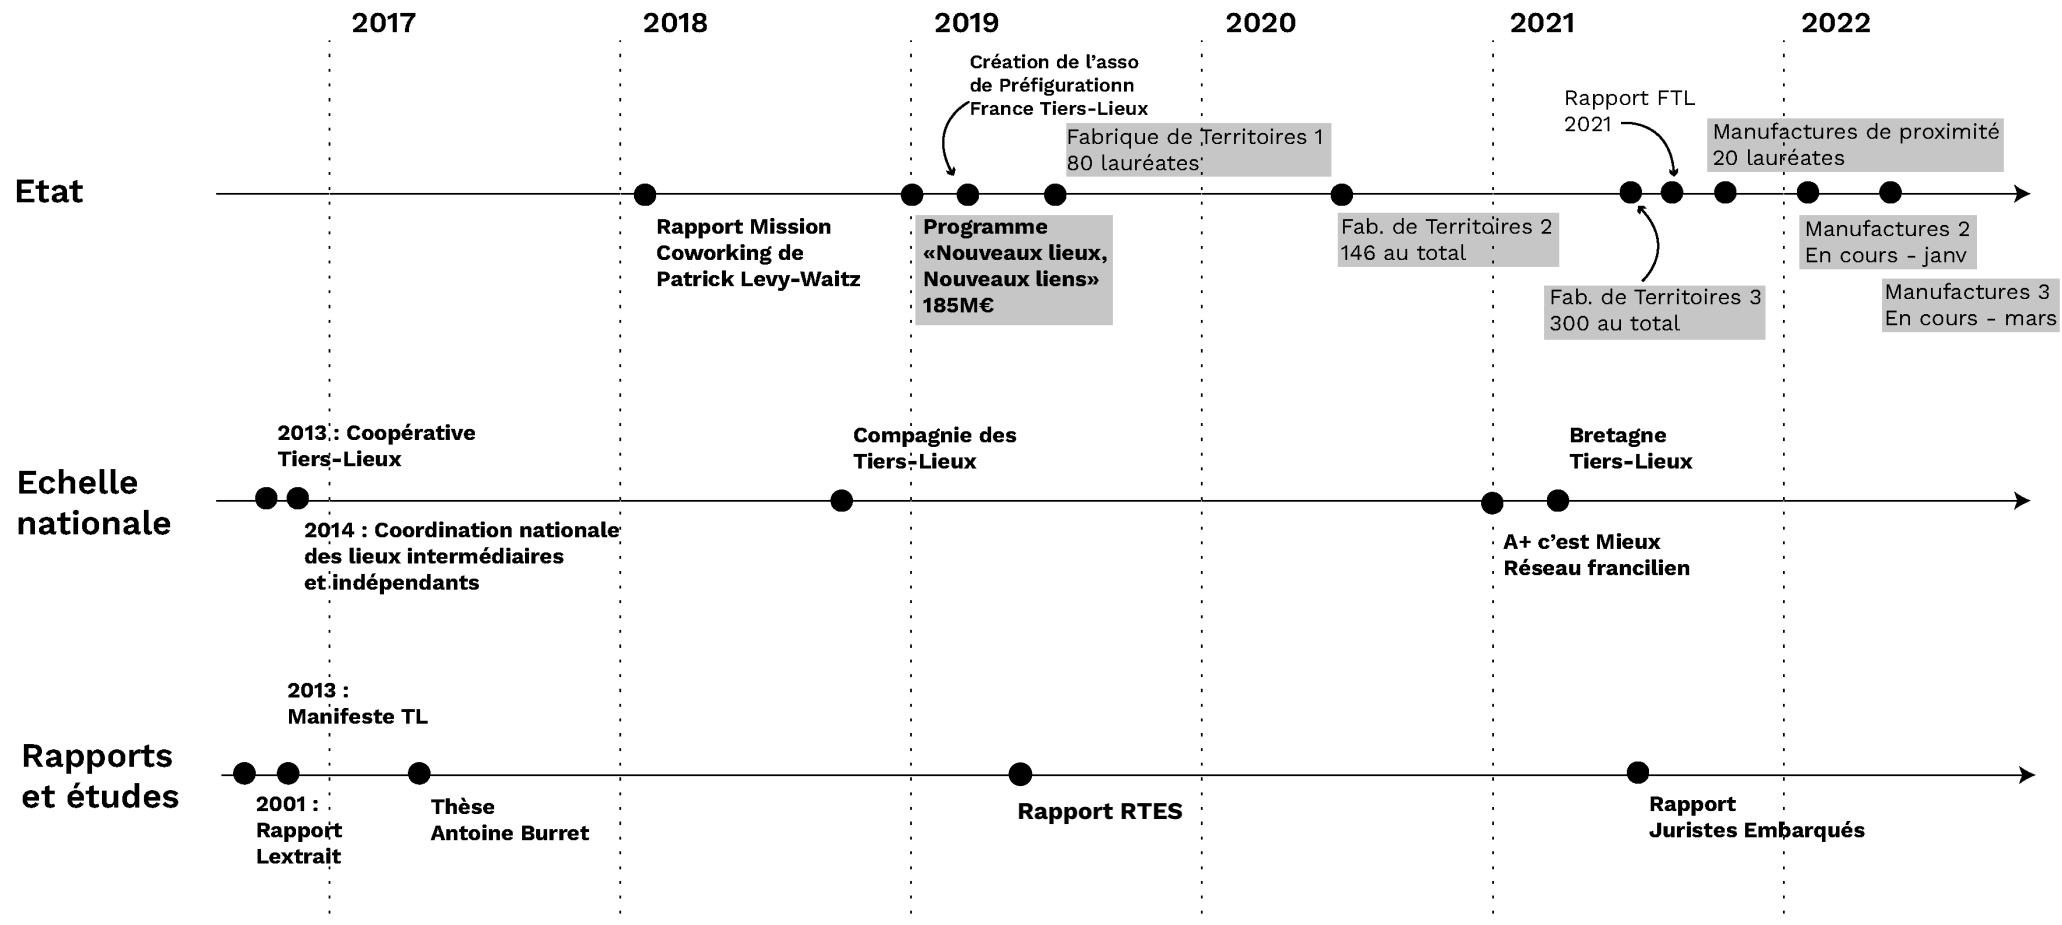 2017
2018
2019
2020
2021
2022
Etat
Création de l'asso
de Préfigurationn
France Tiers-Lieux
Fabrique de Territoires 1
80 lauréates
Rapport FTL
2021
Manufactures de proximité
20 lauréates
Rapport Mission
Coworking de
Patrick Levy-Waitz
Programme
«Nouveaux lieux,
Nouveaux liens»
185M€
Fab. de Territoires 2
146 au total
Fab. de Territoires 3
300 au total
Manufactures 2
En cours - janv
Manufactures 3
En cours - mars
Echelle
nationale
2013 : Coopérative
Tiers-Lieux
2014 : Coordination nationale
des lieux intermédiaires
et indépendants
Compagnie des
Tiers-Lieux
Bretagne
Tiers-Lieux
A+ c'est Mieux
Réseau francilien
Rapports
et études
2013 :
Manifeste TL
2001 :
Rapport
Lextrait
Thèse
Antoine Burret
Rapport RTES
Rapport
Juristes Embarqués